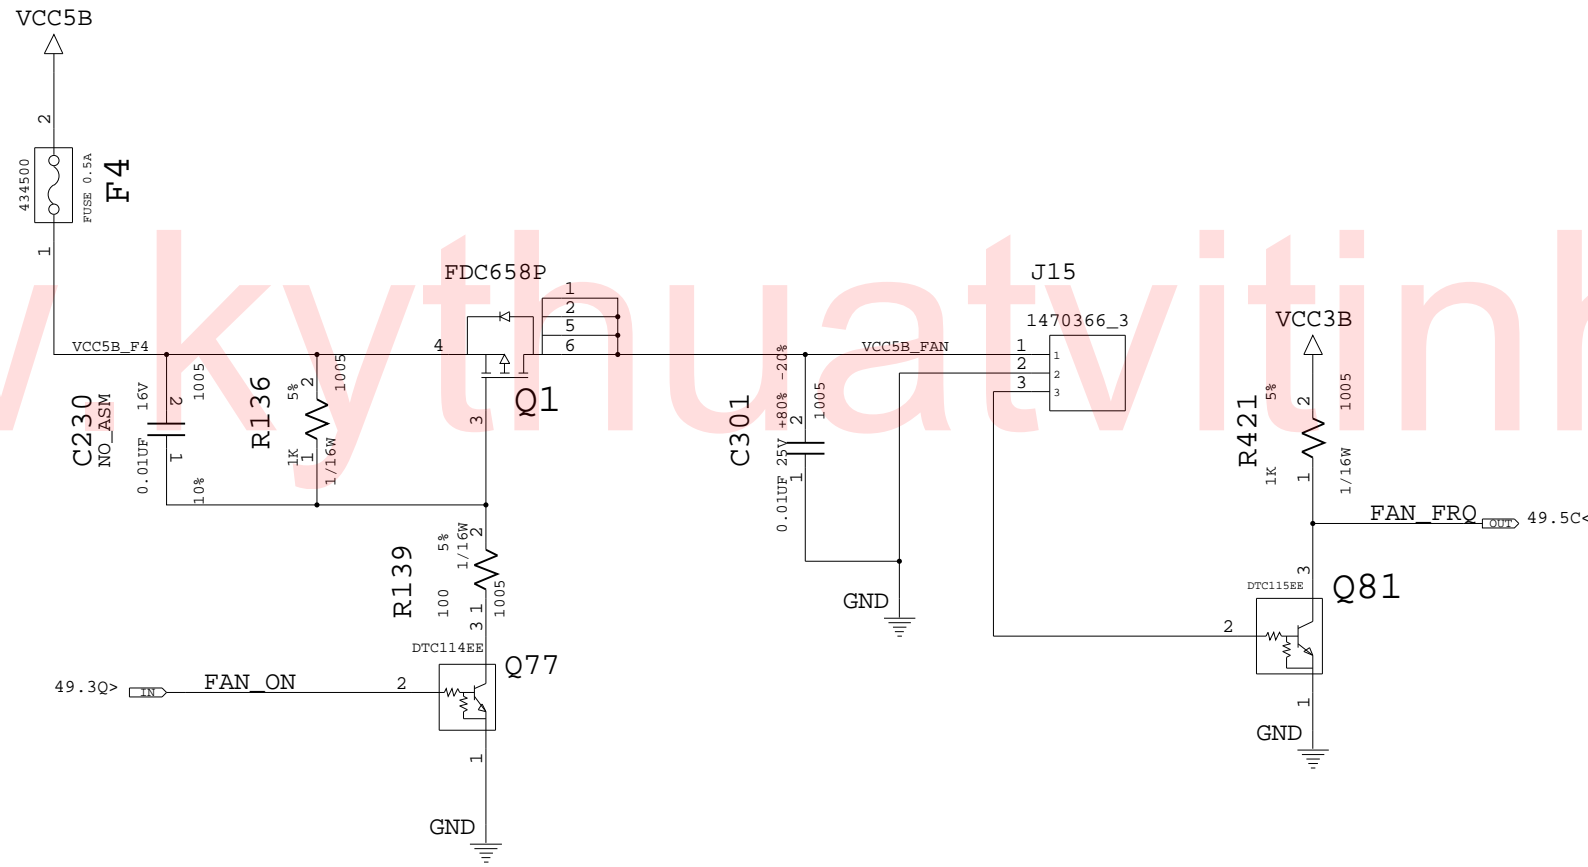 VCC5B
2
434500
FUSE 0.5A
F4
1
VCC5B_F4
C230
NO_ASM
0.01UF 16V
2
1
1005
10%
R136
1K 5%
2
1
1005
1/16W
FDC658P
4
1
2
5
6
Q1
3
R139
100 5%
1/16W
2
1
1005
3
DTC114EE
Q77
49.3Q>
IN
FAN_ON
2
1
GND
C301
0.01UF 25V +80% -20%
2
1
1005
VCC5B_FAN
GND
J15
1470366_3
1
2
3
1
2
3
VCC3B
R421
1K 5%
2
1
1005
1/16W
FAN_FRQ
OUT
49.5C<
3
DTC115EE
Q81
2
1
GND
.kythuatvitin